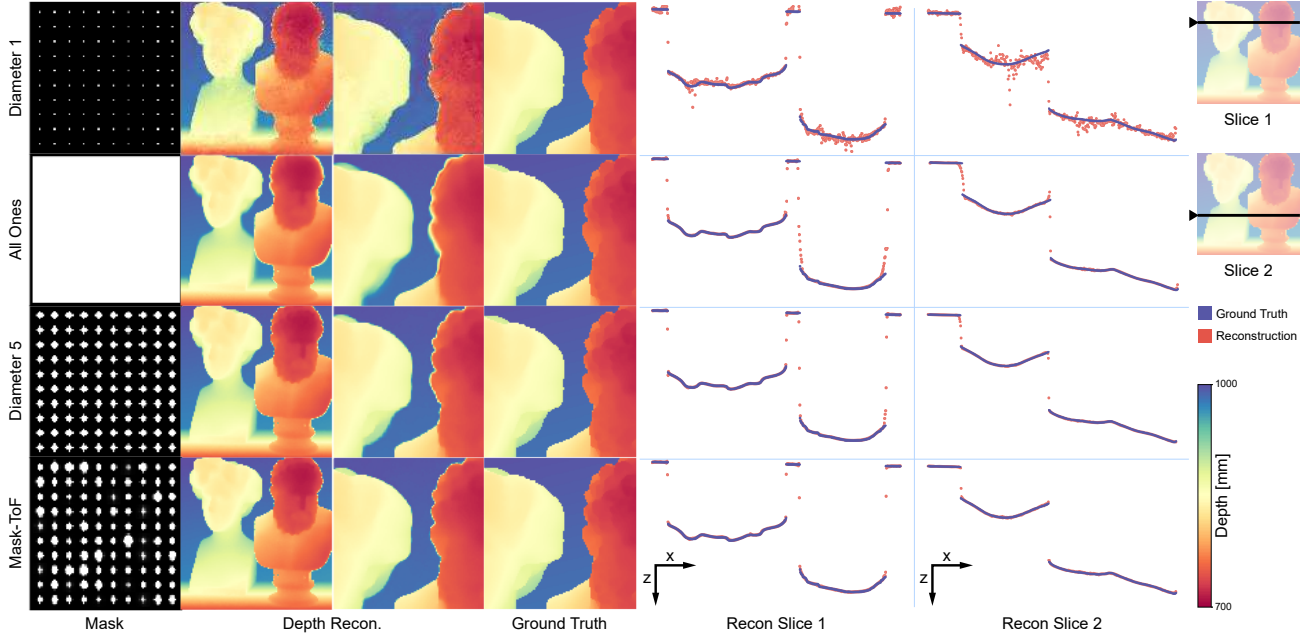 Diameter 1
All Ones
Diameter 5
Mask-ToF
Mask
Depth Recon.
Ground Truth
x
z
Recon Slice 1
x
z
Recon Slice 2
Slice 1
Slice 2
Ground Truth
Reconstruction
1000
Depth [mm]
700